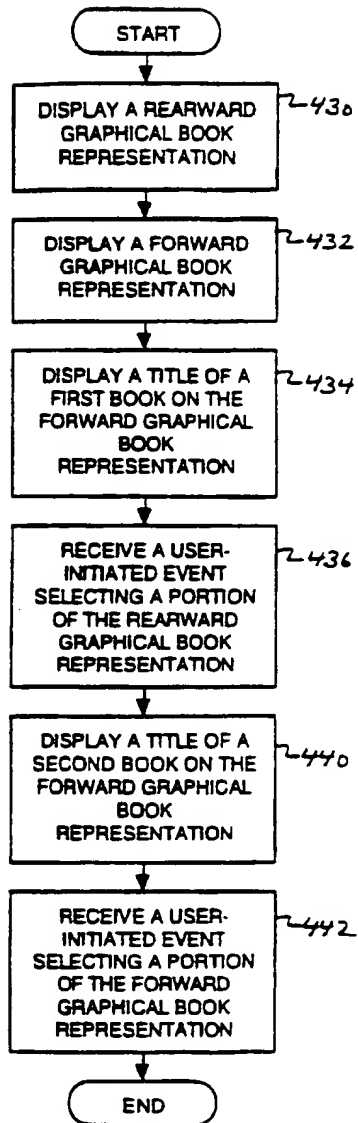 START
DISPLAY A REARWARD
GRAPHICAL BOOK
REPRESENTATION
430
DISPLAY A FORWARD
GRAPHICAL BOOK
REPRESENTATION
432
DISPLAY A TITLE OF A
FIRST BOOK ON THE
FORWARD GRAPHICAL
BOOK
REPRESENTATION
434
RECEIVE A USER-
INITIATED EVENT
SELECTING A PORTION
OF THE REARWARD
GRAPHICAL BOOK
REPRESENTATION
436
DISPLAY A TITLE OF A
SECOND BOOK ON THE
FORWARD GRAPHICAL
BOOK
REPRESENTATION
440
RECEIVE A USER-
INITIATED EVENT
SELECTING A PORTION
OF THE FORWARD
GRAPHICAL BOOK
REPRESENTATION
442
END